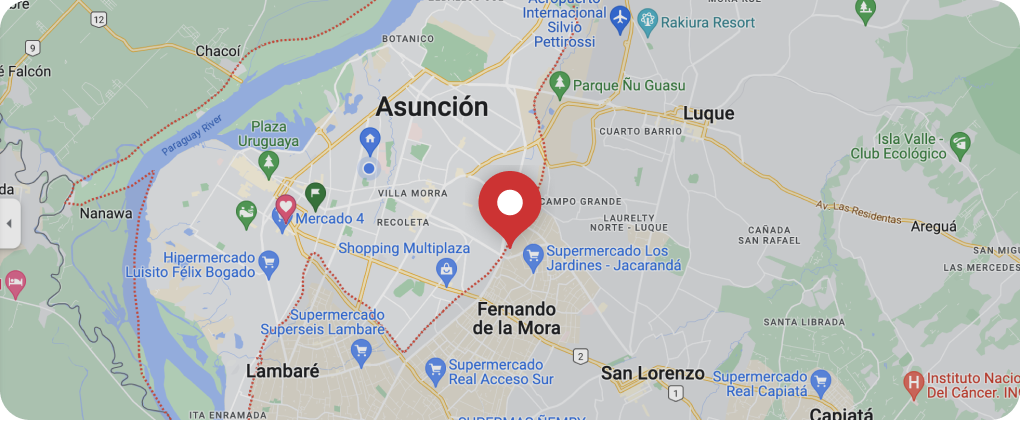 Aeropuerto
Internacional
Silvio
Pettirossi
Rakiura Resort
12
BOTANICO
9
Chacoí
Falcón
Parque Ñu Guasu
Asunción
Luque
Paraguay River
Plaza
Uruguaya
CUARTO BARRIO
Isla Valle -
Club Ecológico
VILLA MORRA
CAMPO GRANDE
Nanawa
Mercado 4
RECOLETA
LAURELTY
NORTE - LUQUE
Av. Las Residentas
Areguá
CAÑADA
SAN RAFAEL
Shopping Multiplaza
Supermercado Los
Jardines - Jacarandá
Hipermercado
Luisito Félix Bogado
SAN MIG
LAS MERCEDES
Supermercado
Superseis Lambare
Fernando
de la Mora
SANTA LIBRADA
2
Lambaré
Supermercado
Real Acceso Sur
San Lorenzo
1
Supermercado
Real Capiatá
H
Instituto Nacio
Del Cáncer. IN
ITA ENRAMADA
Capiatá